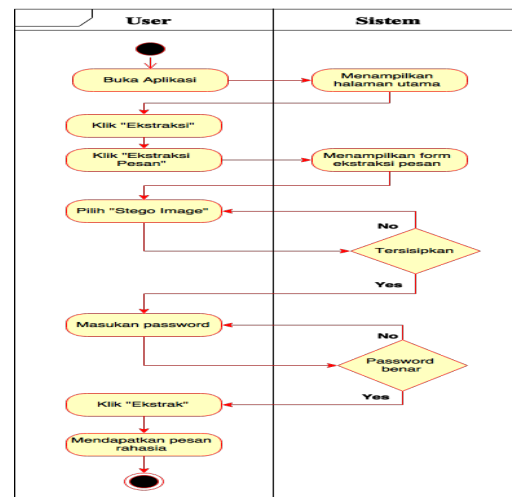 User
Sistem
Buka Aplikasi
Menampilkan
halaman utama
Klik "Ekstraksi"
Klik "Ekstraksi
Pesan"
Menampilkan form
ekstraksi pesan
Pilih "Stego Image"
No
Tersisipkan
Yes
Masukan password
No
Password
benar
Yes
Klik "Ekstrak"
Mendapatkan pesan
rahasia